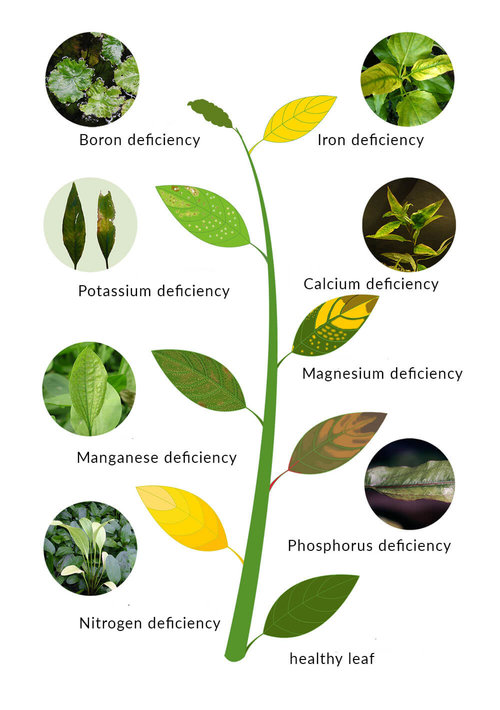 Boron deficiency
Iron deficiency
Potassium deficiency
Calcium deficiency
Magnesium deficiency
Manganese deficiency
Phosphorus deficiency
Nitrogen deficiency
healthy leaf